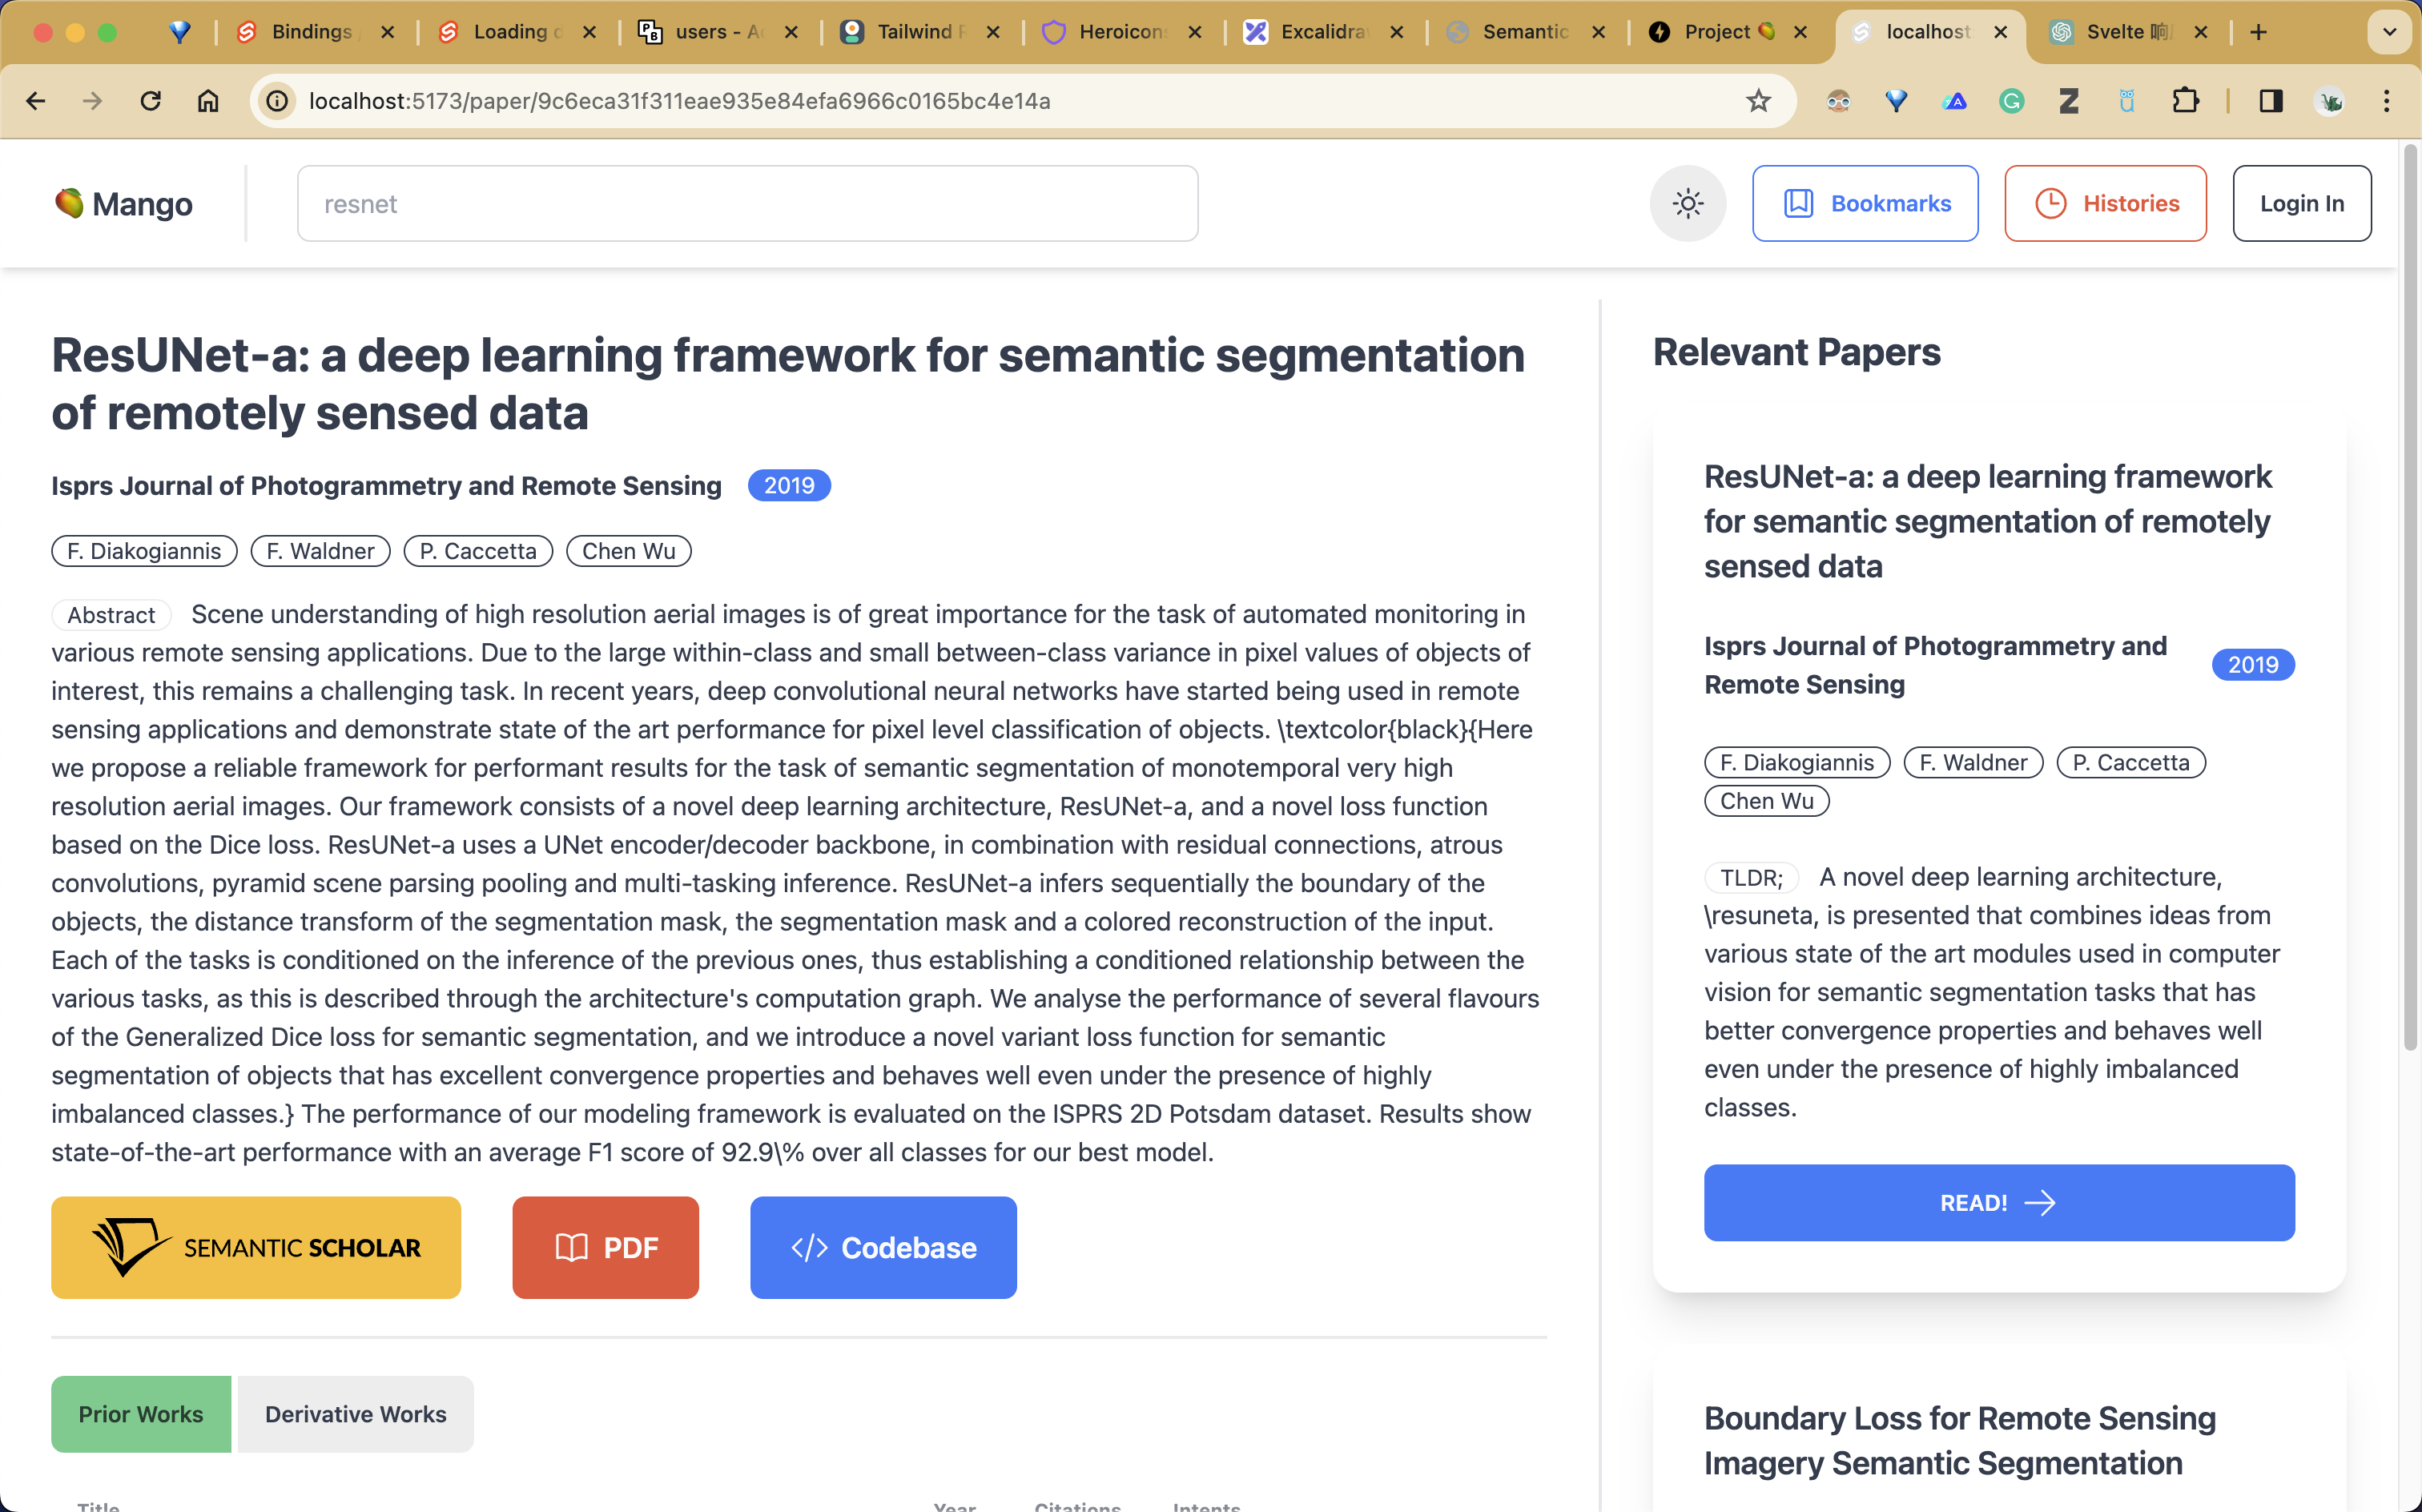 Bindings
Loading
users - A
Tailwind
Heroicon
Excalidra
Semantic
Project
localhost
Svelte 响
localhost:5173/paper/9c6eca31f311eae935e84efa6966c0165bc4e14a
Mango
resnet
Bookmarks
Histories
Login In
ResUNet-a: a deep learning framework for semantic segmentation
of remotely sensed data
Isprs Journal of Photogrammetry and Remote Sensing 2019
F. Diakogiannis F. Waldner P. Caccetta Chen Wu
Abstract Scene understanding of high resolution aerial images is of great importance for the task of automated monitoring in
various remote sensing applications. Due to the large within-class and small between-class variance in pixel values of objects of
interest, this remains a challenging task. In recent years, deep convolutional neural networks have started being used in remote
sensing applications and demonstrate state of the art performance for pixel level classification of objects. \textcolor{black}{Here
we propose a reliable framework for performant results for the task of semantic segmentation of monotemporal very high
resolution aerial images. Our framework consists of a novel deep learning architecture, ResUNet-a, and a novel loss function
based on the Dice loss. ResUNet-a uses a UNet encoder/decoder backbone, in combination with residual connections, atrous
convolutions, pyramid scene parsing pooling and multi-tasking inference. ResUNet-a infers sequentially the boundary of the
objects, the distance transform of the segmentation mask, the segmentation mask and a colored reconstruction of the input.
Each of the tasks is conditioned on the inference of the previous ones, thus establishing a conditioned relationship between the
various tasks, as this is described through the architecture's computation graph. We analyse the performance of several flavours
of the Generalized Dice loss for semantic segmentation, and we introduce a novel variant loss function for semantic
segmentation of objects that has excellent convergence properties and behaves well even under the presence of highly
imbalanced classes.} The performance of our modeling framework is evaluated on the ISPRS 2D Potsdam dataset. Results show
state-of-the-art performance with an average F1 score of 92.9\% over all classes for our best model.
SEMANTIC SCHOLAR
PDF
</> Codebase
Prior Works
Derivative Works
Title Year Citations Intents
Relevant Papers
ResUNet-a: a deep learning framework
for semantic segmentation of remotely
sensed data
Isprs Journal of Photogrammetry and
Remote Sensing
2019
F. Diakogiannis F. Waldner P. Caccetta
Chen Wu
TLDR; A novel deep learning architecture,
\resuneta, is presented that combines ideas from
various state of the art modules used in computer
vision for semantic segmentation tasks that has
better convergence properties and behaves well
even under the presence of highly imbalanced
classes.
READ!
Boundary Loss for Remote Sensing
Imagery Semantic Segmentation